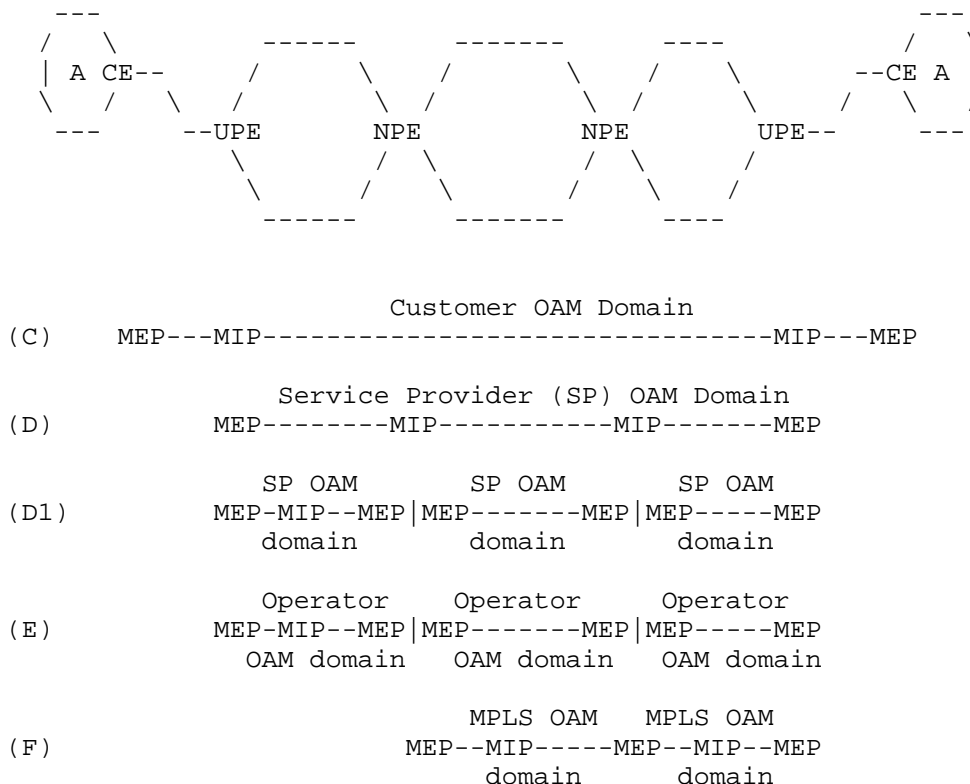 ---                                                     ---
   /   \         ------      -------      ----             /   \
   | A CE--     /      \    /       \    /    \        --CE A  |
   \   /   \   /        \  /         \  /      \      /   \   /
    ---     --UPE       NPE          NPE        UPE--      ---
               \        /  \         /  \      /
                \      /    \       /    \    /
                 ------      -------      ----

                         Customer OAM Domain
(C)     MEP---MIP--------------------------------MIP---MEP

                  Service Provider (SP) OAM Domain
(D)           MEP--------MIP-----------MIP-------MEP

                 SP OAM       SP OAM       SP OAM
(D1)          MEP-MIP--MEP|MEP-------MEP|MEP-----MEP
                 domain       domain       domain

                 Operator    Operator     Operator
(E)           MEP-MIP--MEP|MEP-------MEP|MEP-----MEP
                OAM domain   OAM domain   OAM domain

                              MPLS OAM   MPLS OAM
(F)                       MEP--MIP-----MEP--MIP--MEP
                               domain      domain